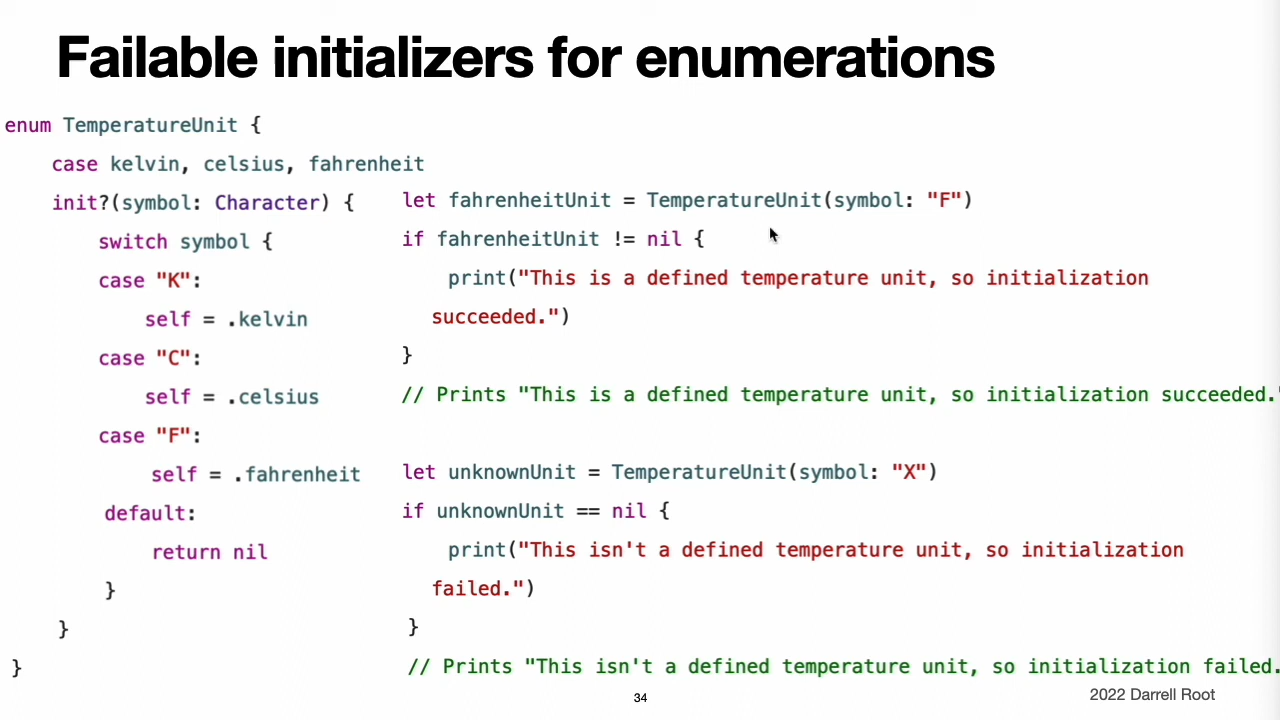 Failable initializers for enumerations
enum TemperatureUnit {
case kelvin, celsius, fahrenheit
init?(symbol: Character) {
switch symbol {
case "K":
self = .kelvin
case "C":
self = .celsius
case "F":
self = .fahrenheit
default:
return nil
}
}
}
let fahrenheitUnit = TemperatureUnit(symbol: "F")
if fahrenheitUnit != nil {
print("This is a defined temperature unit, so initialization
succeeded.")
}
// Prints "This is a defined temperature unit, so initialization succeeded."
let unknownUnit = TemperatureUnit(symbol: "X")
if unknownUnit == nil {
print("This isn't a defined temperature unit, so initialization
failed.")
}
// Prints "This isn't a defined temperature unit, so initialization failed.
34
2022 Darrell Root